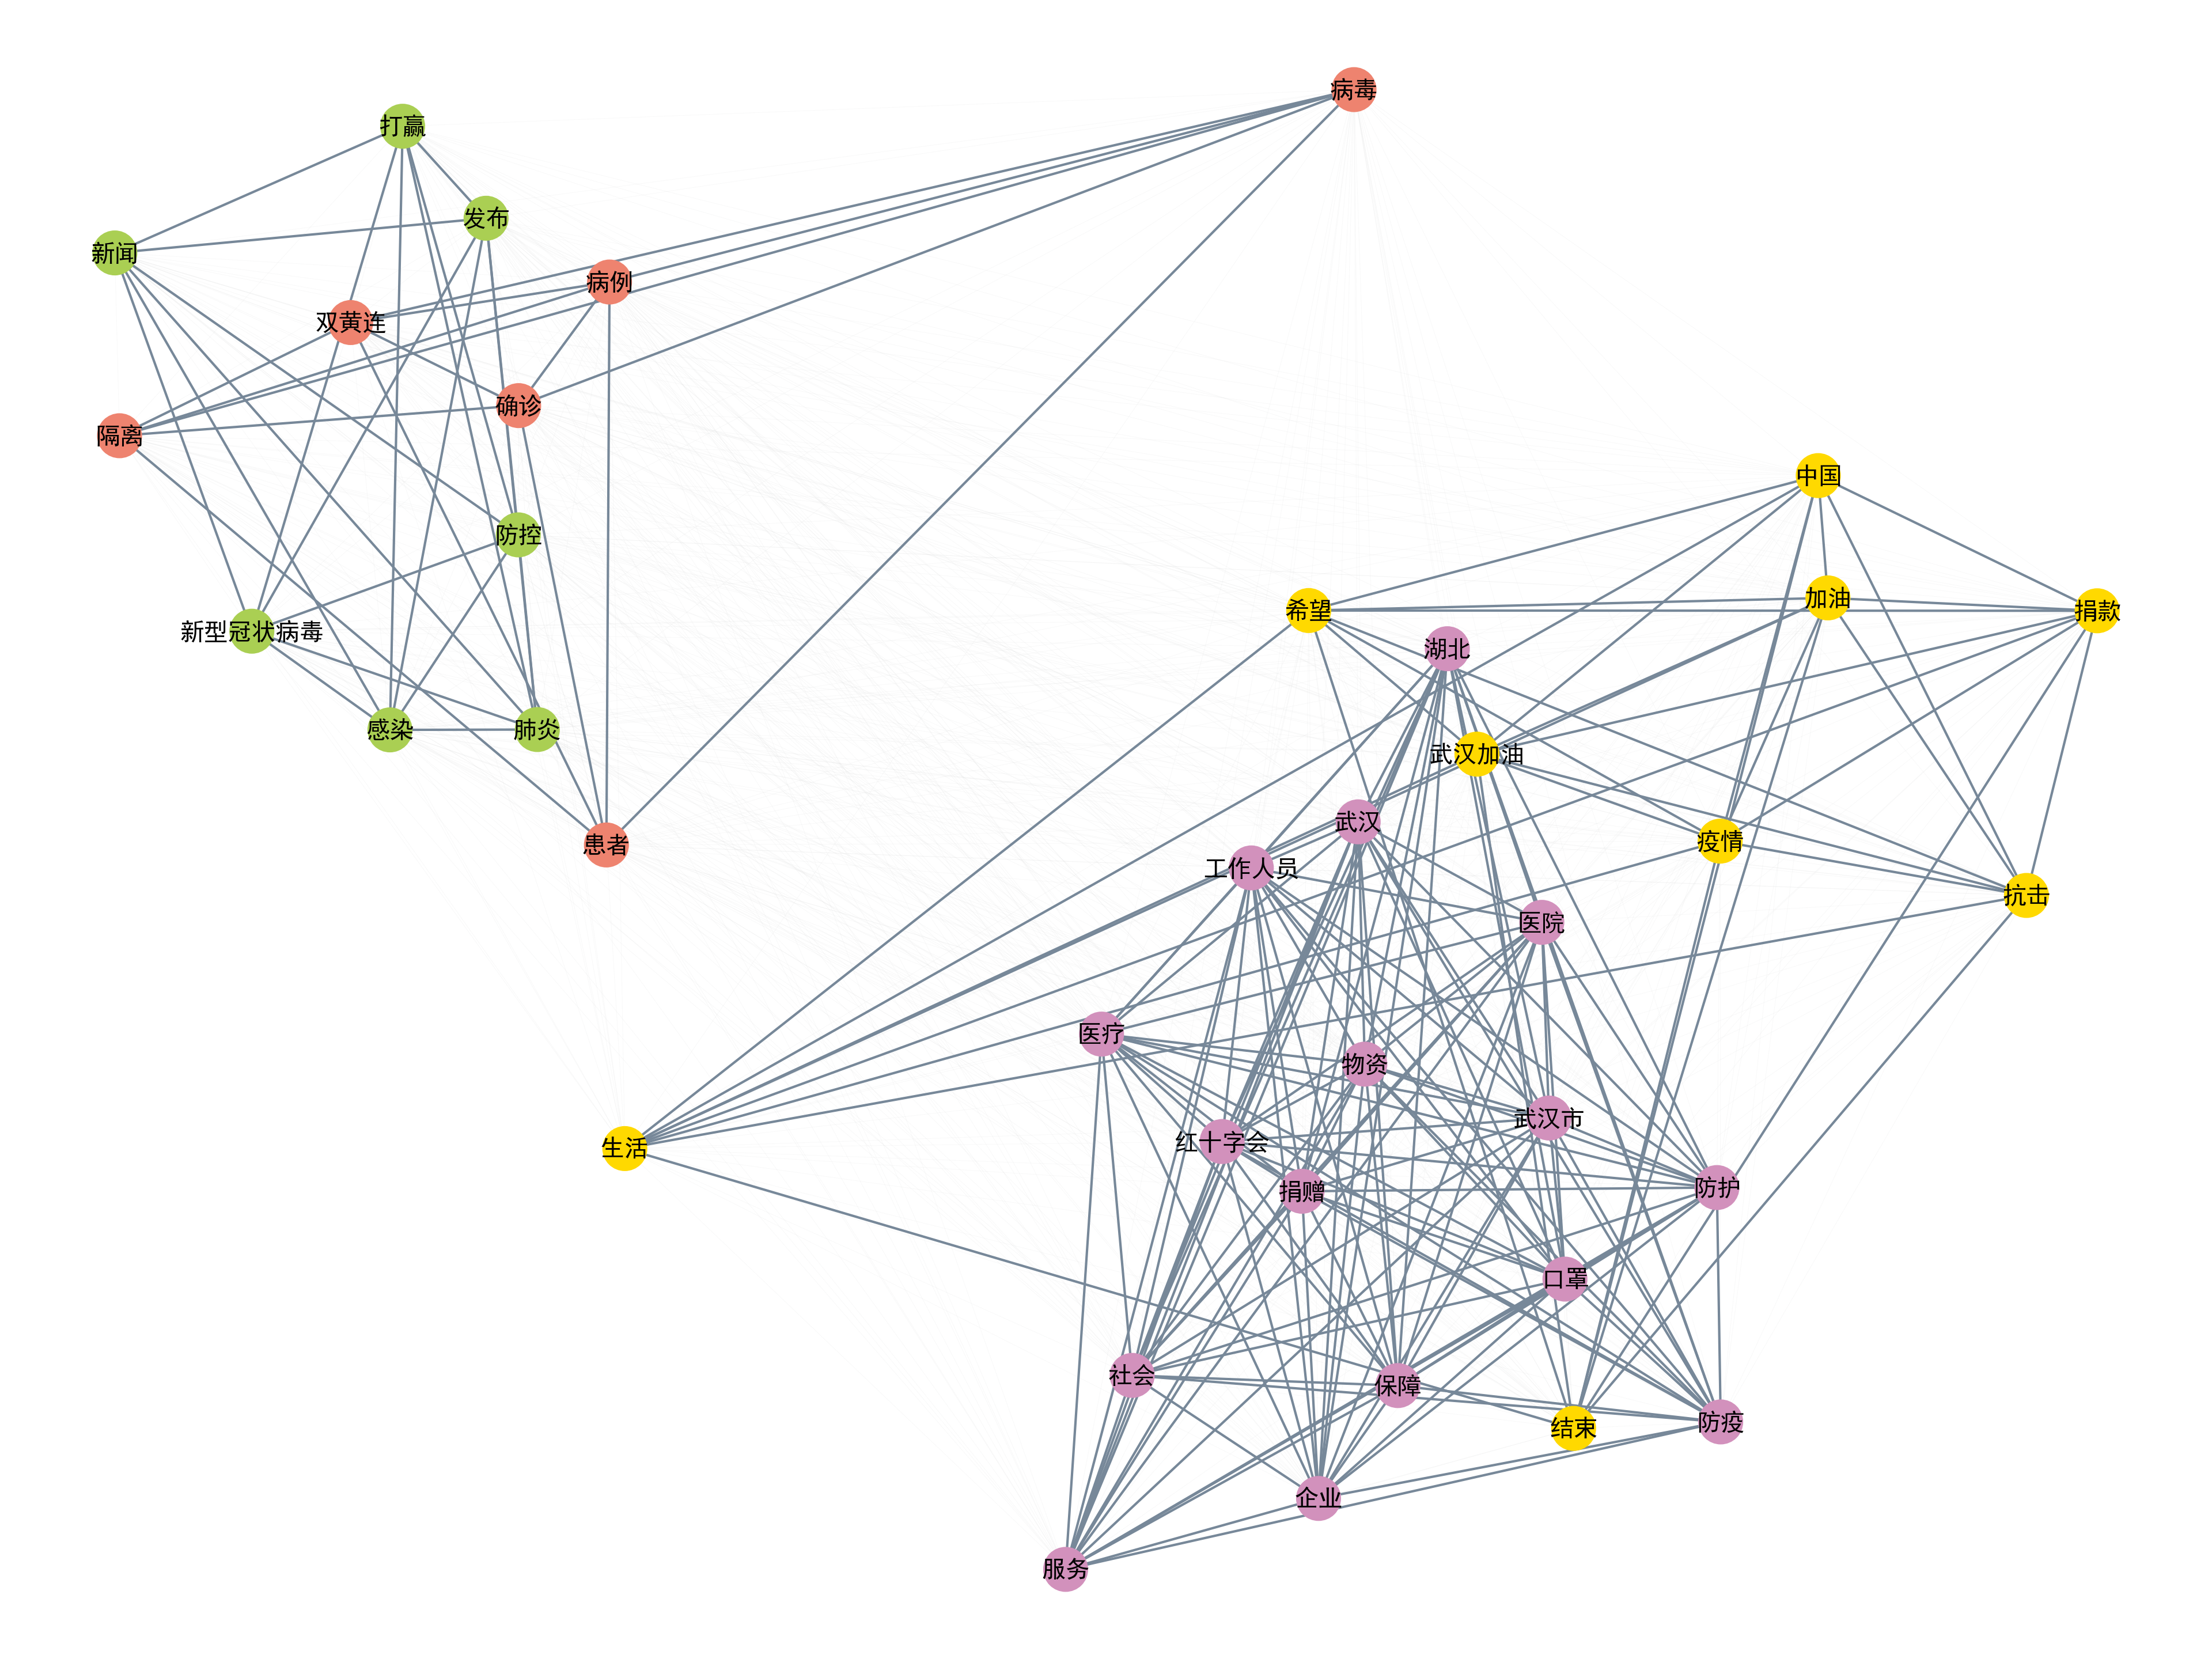 病毒
打赢
发布
新闻
病例
双黄连
确诊
隔离
中国
防控
加油
希望
捐款
新型冠状病毒
湖北
感染
肺炎
武汉加油
武汉
疫情
患者
工作人员
抗击
医院
医疗
物资
武汉市
红十字会
生活
防护
捐赠
口罩
社会
保障
防疫
结束
企业
服务